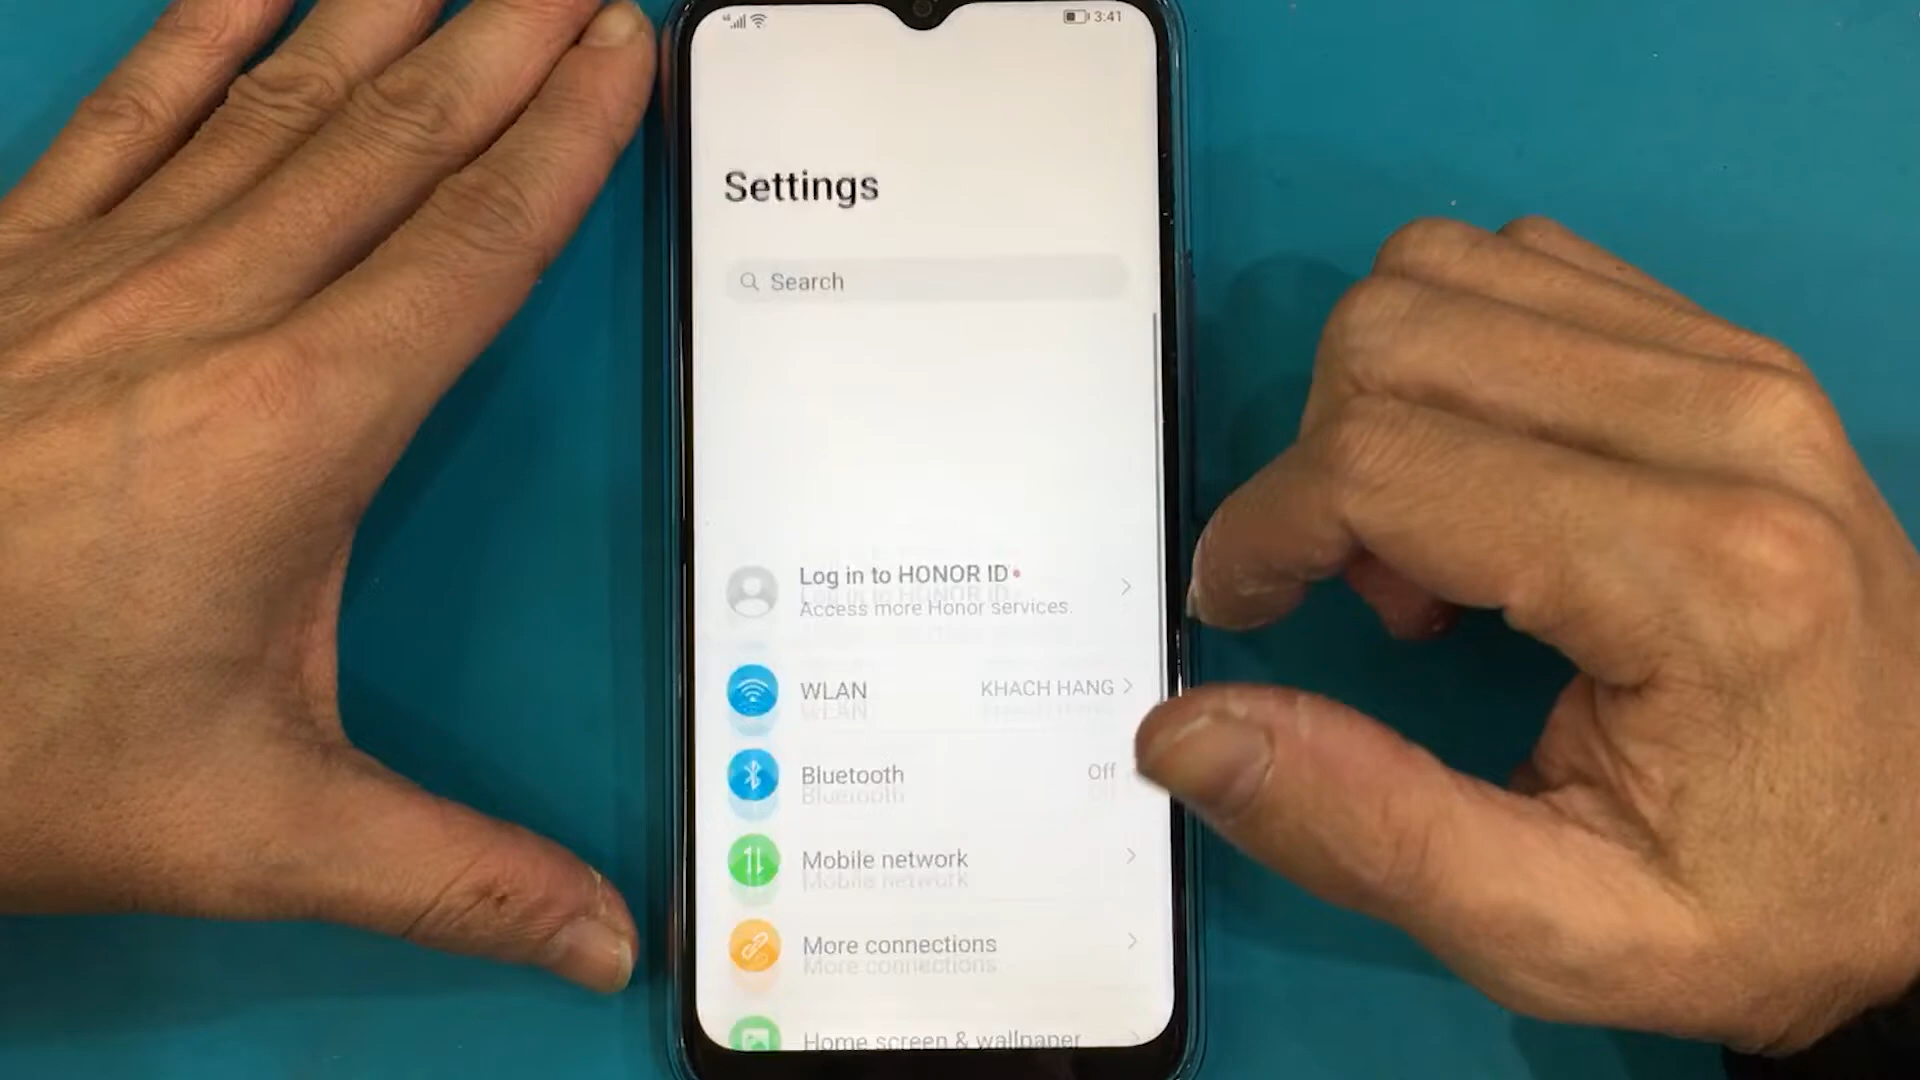 3:41
Settings
Search
Log in to HONOR ID
Access more Honor services.
WLAN KHACH HANG
Bluetooth Off
Mobile network
More connections
Home screen & wallpaper